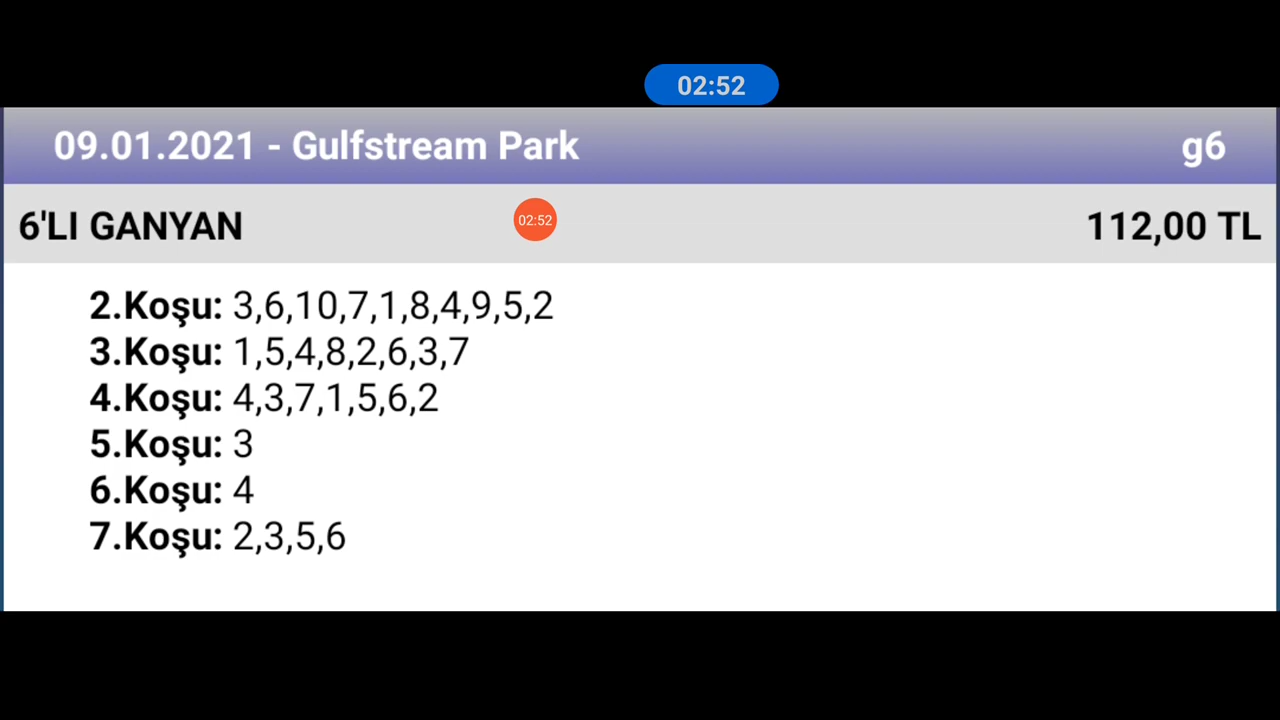 02:52
09.01.2021 - Gulfstream Park g6
6'LI GANYAN 02:52 112,00 TL
2.Koşu: 3,6,10,7,1,8,4,9,5,2
3.Koşu: 1,5,4,8,2,6,3,7
4.Koşu: 4,3,7,1,5,6,2
5.Koşu: 3
6.Koşu: 4
7.Koşu: 2,3,5,6